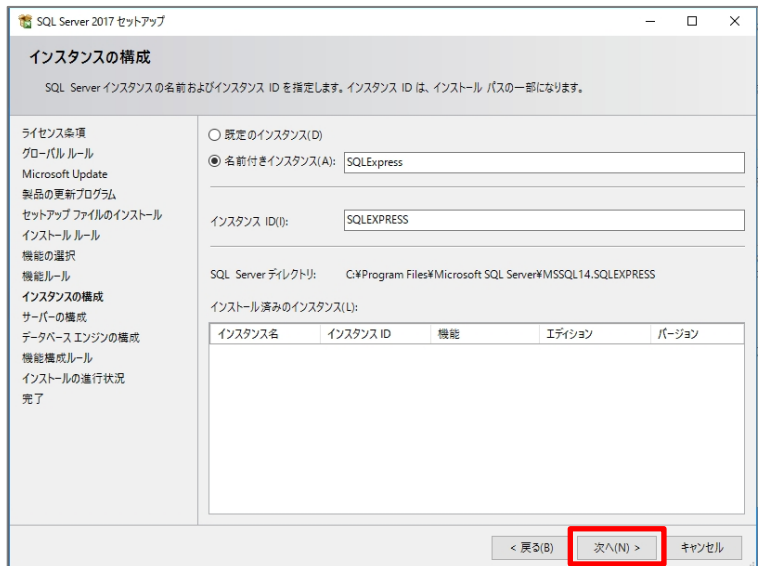 SQL Server 2017 セットアップ
インスタンスの構成
SQL Server インスタンスの名前およびインスタンス ID を指定します。インスタンス ID は、インストール パスの一部になります。
ライセンス条項
グローバル ルール
Microsoft Update
製品の更新プログラム
セットアップ ファイルのインストール
インストール ルール
機能の選択
機能ルール
インスタンスの構成
サーバーの構成
データベース エンジンの構成
機能構成ルール
インストールの進行状況
完了
既定のインスタンス(D)
名前付きインスタンス(A): SQLExpress
インスタンス ID(I): SQLEXPRESS
SQL Server ディレクトリ: C:¥Program Files¥Microsoft SQL Server¥MSSQL14.SQLEXPRESS
インストール済みのインスタンス(L):
インスタンス名 インスタンス ID 機能 エディション バージョン
< 戻る(B) 次へ(N) > キャンセル